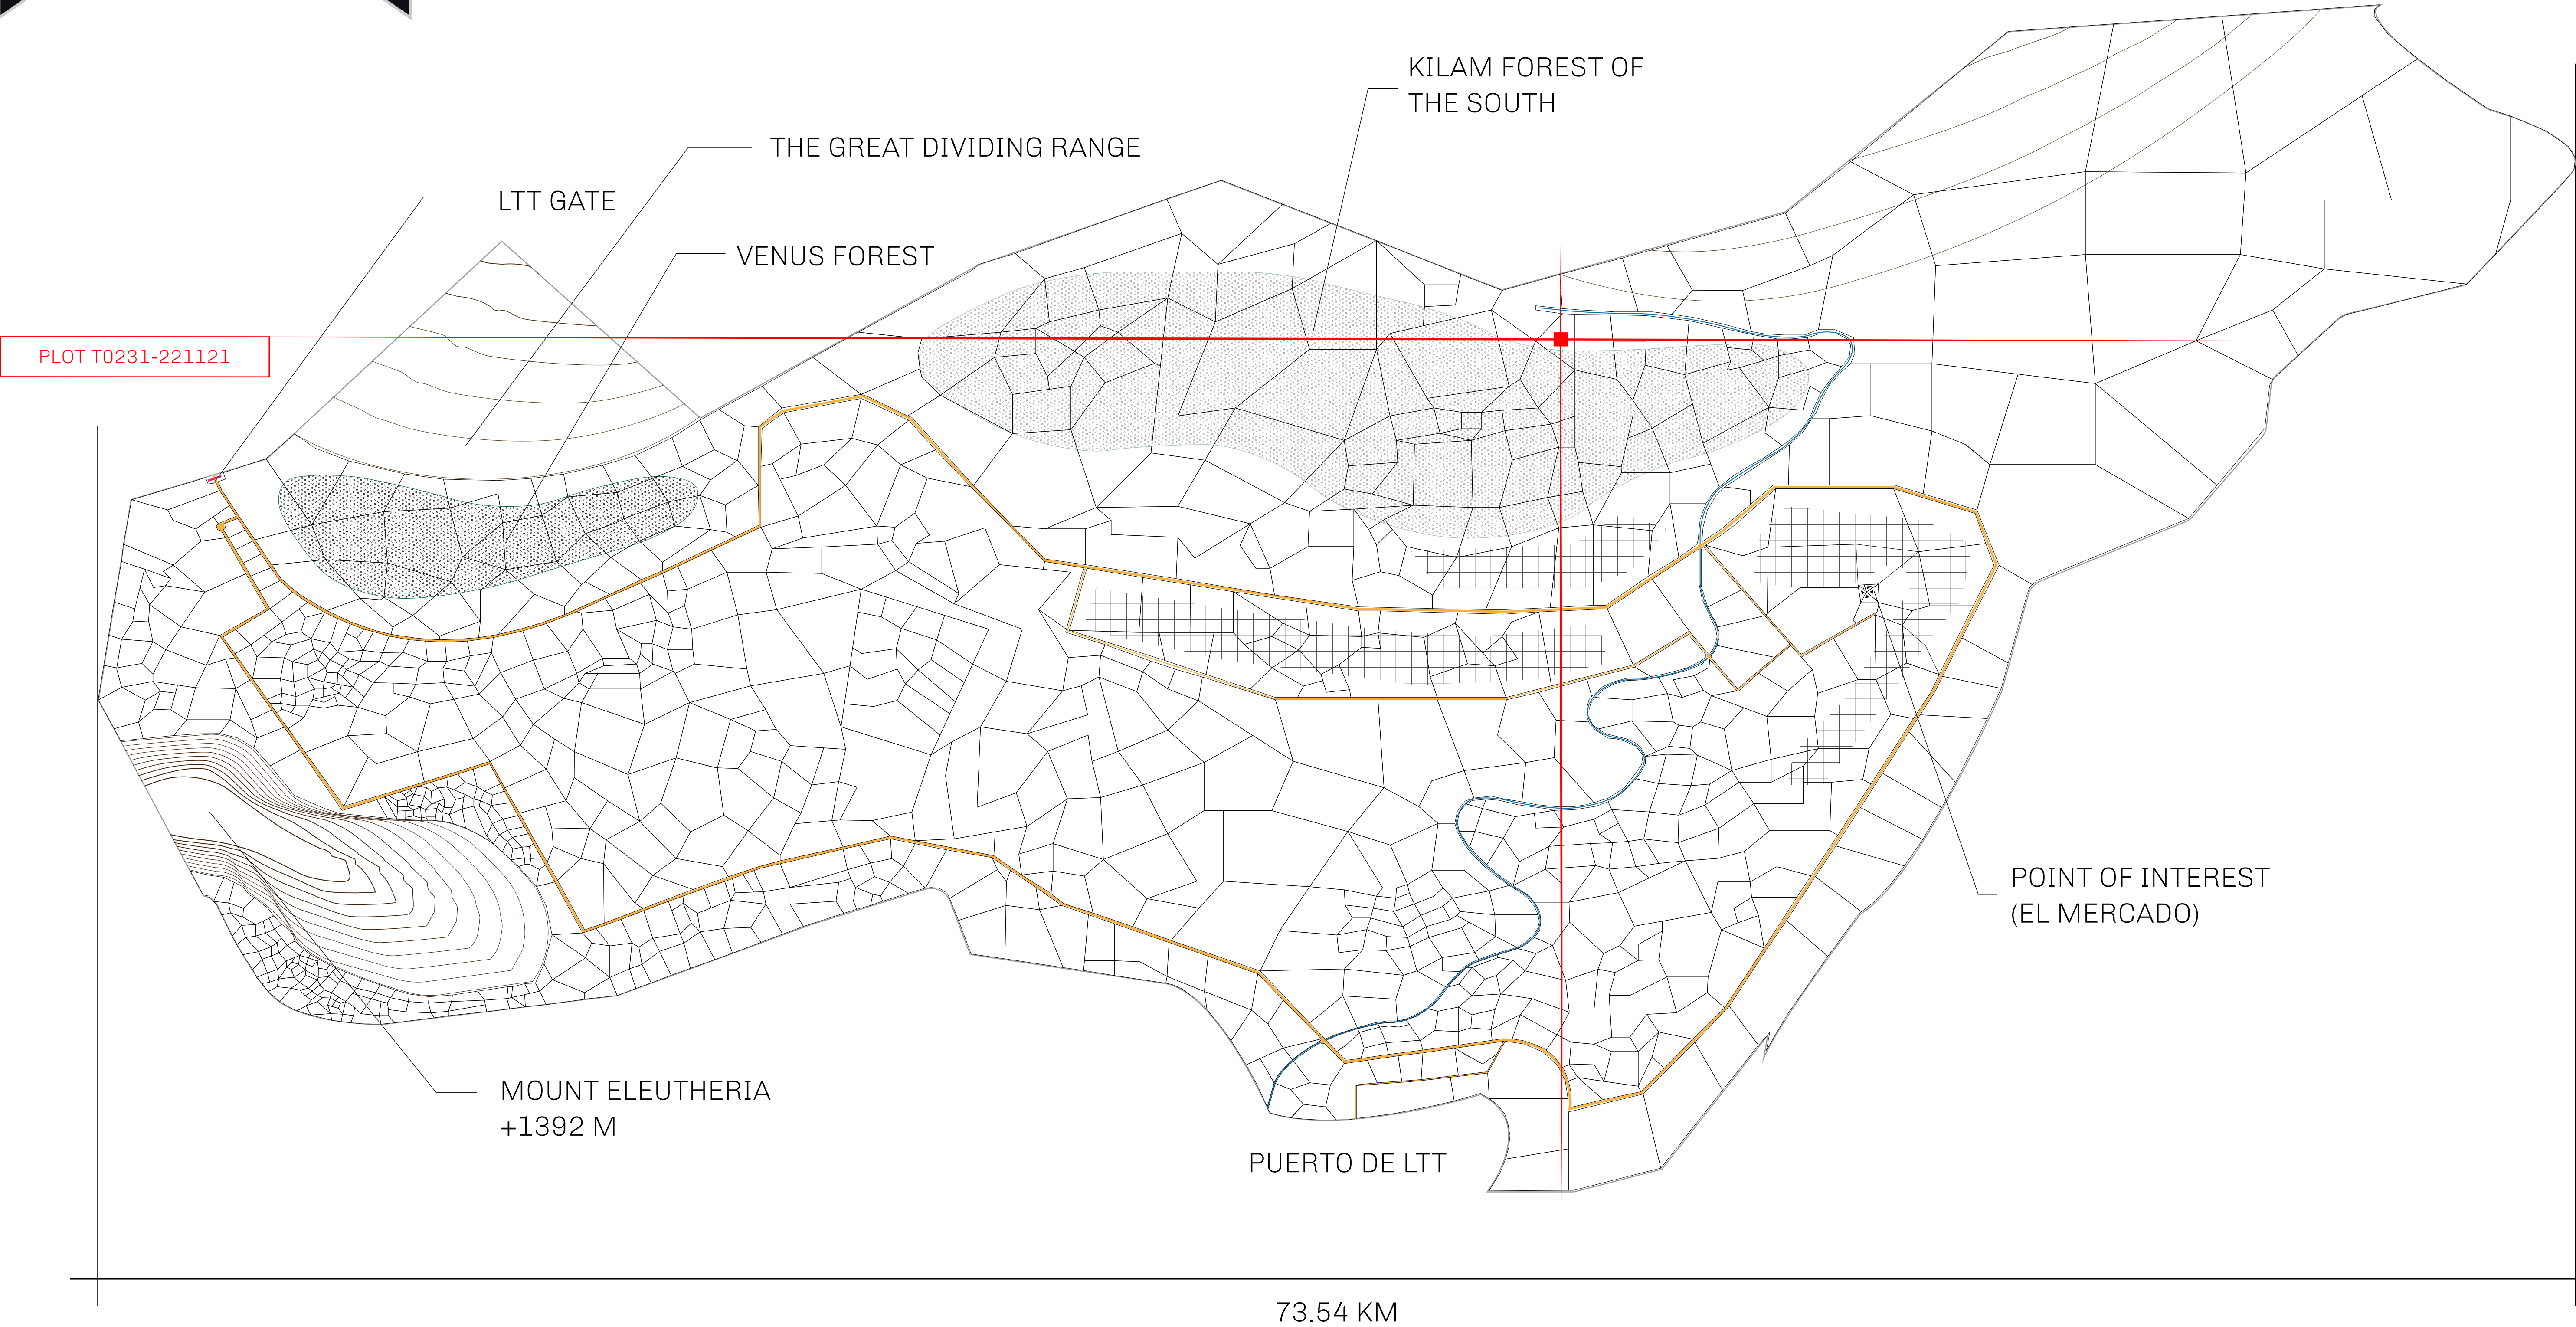 KILAM FOREST OF
THE SOUTH
THE GREAT DIVIDING RANGE
LTT GATE
VENUS FOREST
PLOT T0231-221121
POINT OF INTEREST
(EL MERCADO)
MOUNT ELEUTHERIA
+1392 M
PUERTO DE LTT
73.54 KM